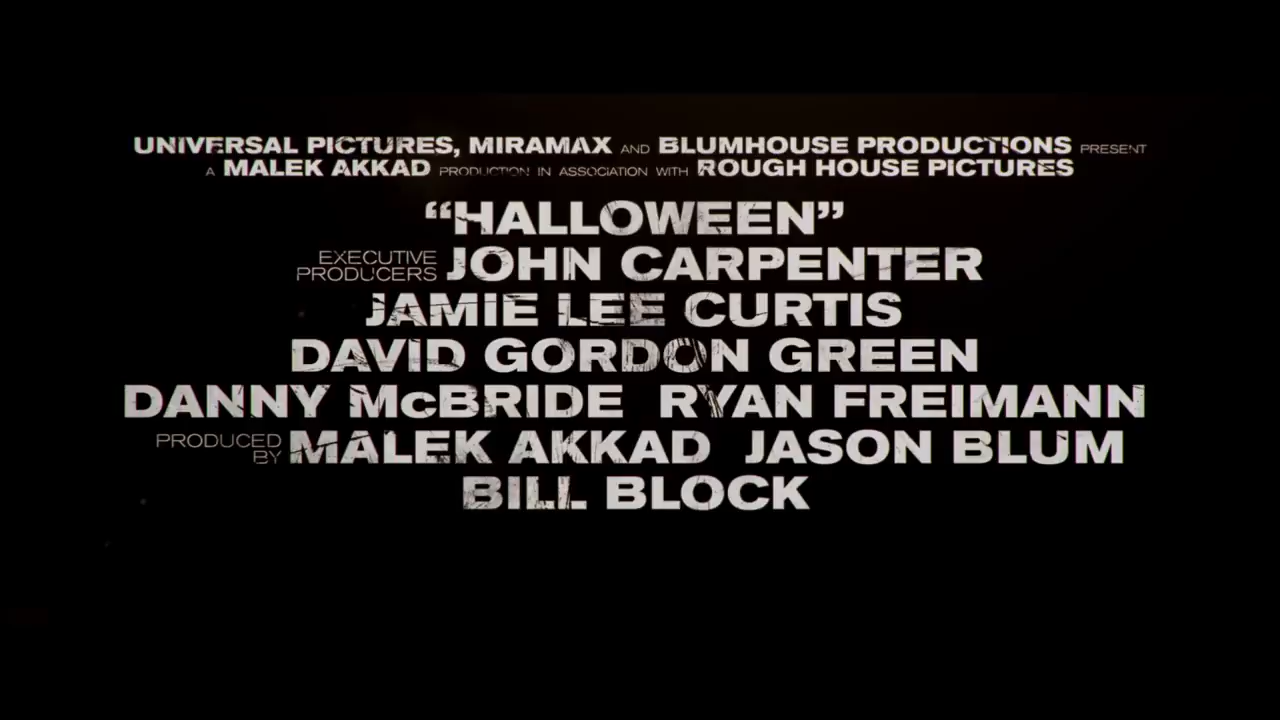 UNIVERSAL PICTURES, MIRAMAX AND BLUMHOUSE PRODUCTIONS PRESENT
A MALEK AKKAD PRODUCTION IN ASSOCIATION WITH ROUGH HOUSE PICTURES
“HALLOWEEN”
EXECUTIVE PRODUCERS JOHN CARPENTER
JAMIE LEE CURTIS
DAVID GORDON GREEN
DANNY McBRIDE RYAN FREIMANN
PRODUCED BY MALEK AKKAD JASON BLUM
BILL BLOCK